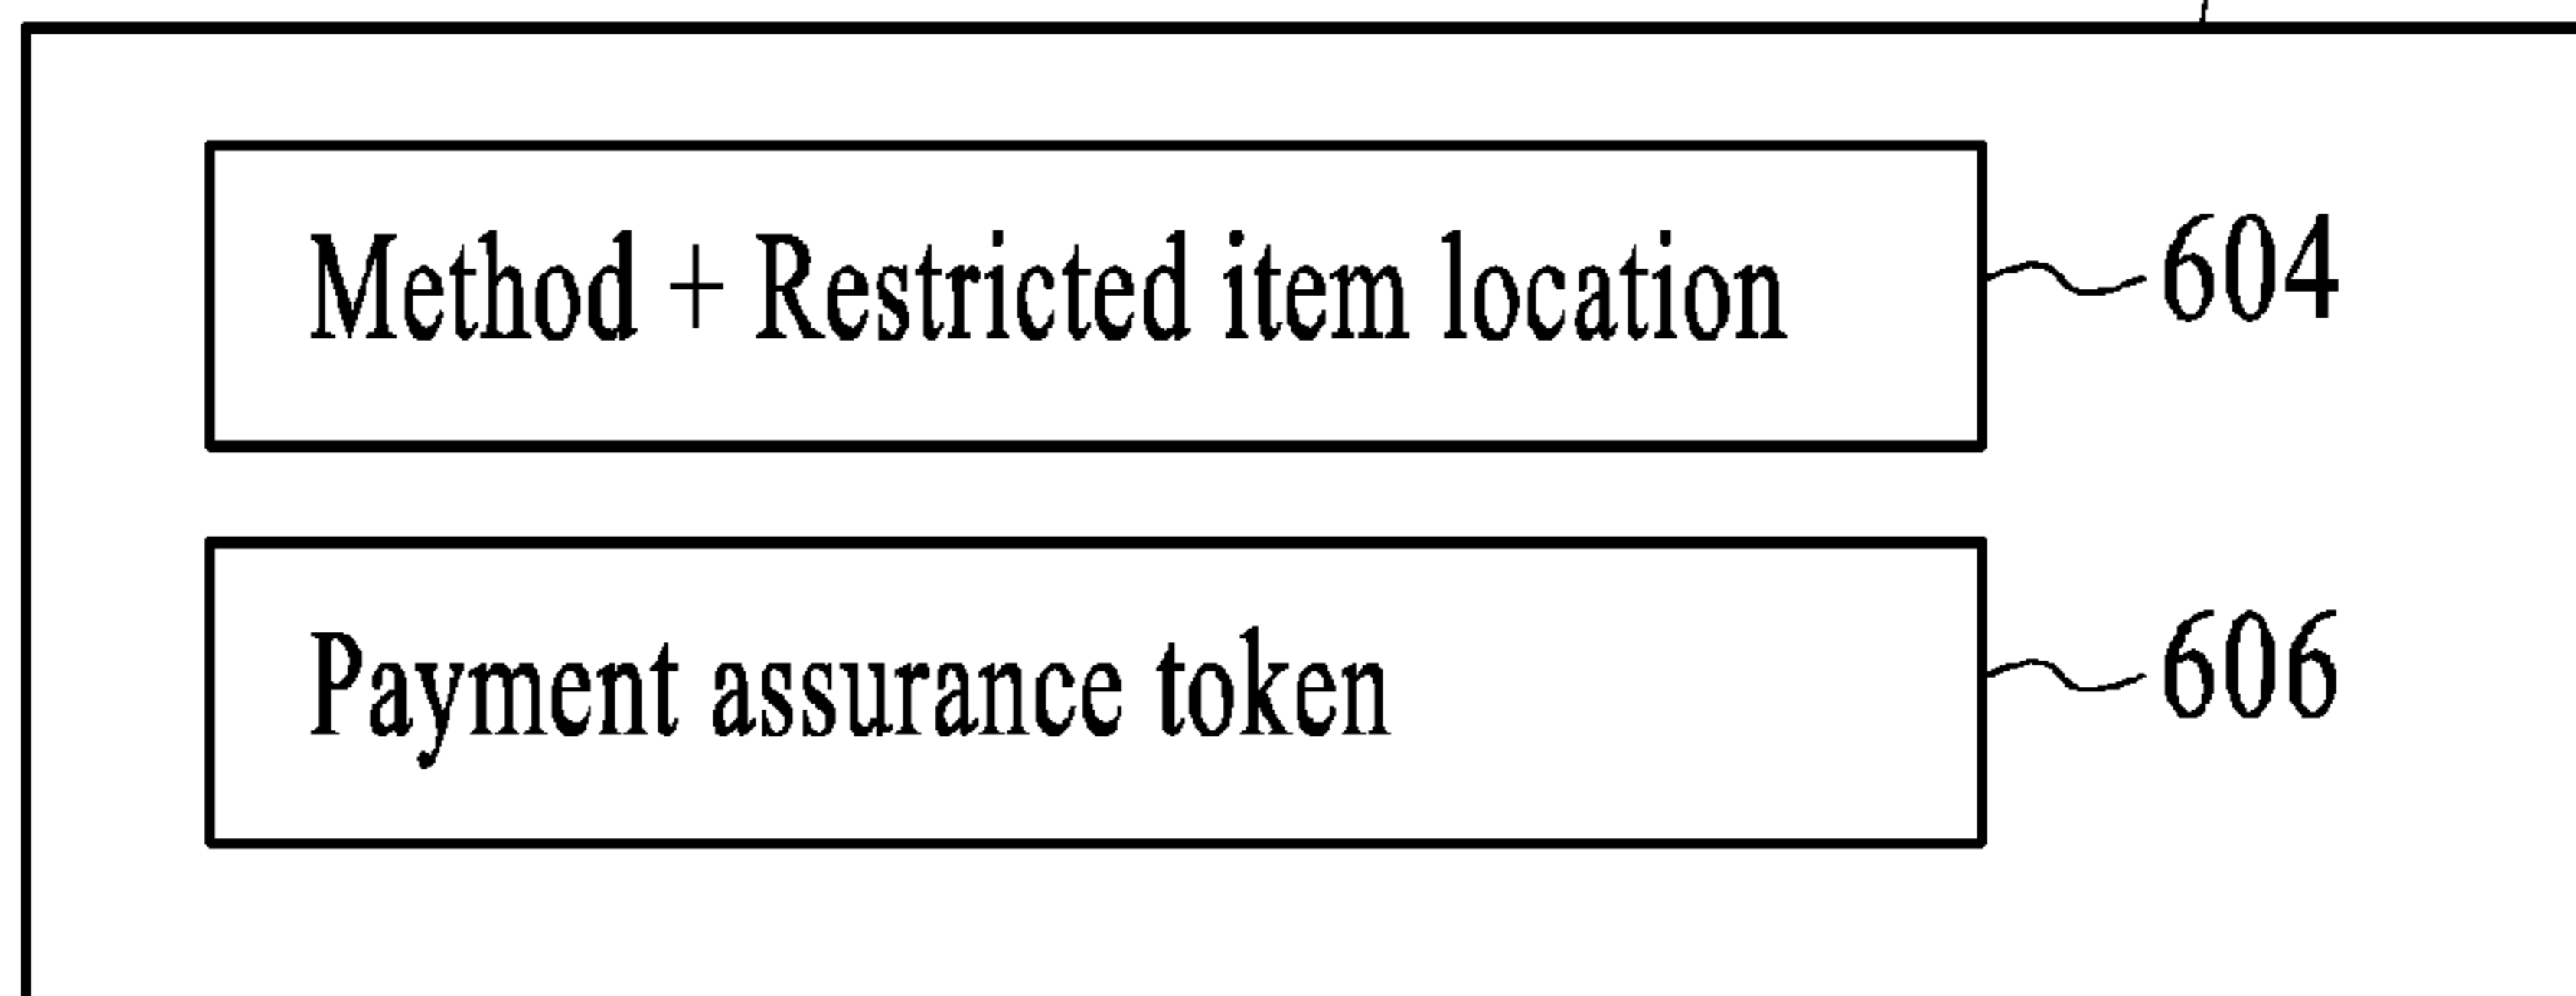 Method + Restricted item location 604
Payment assurance token 606